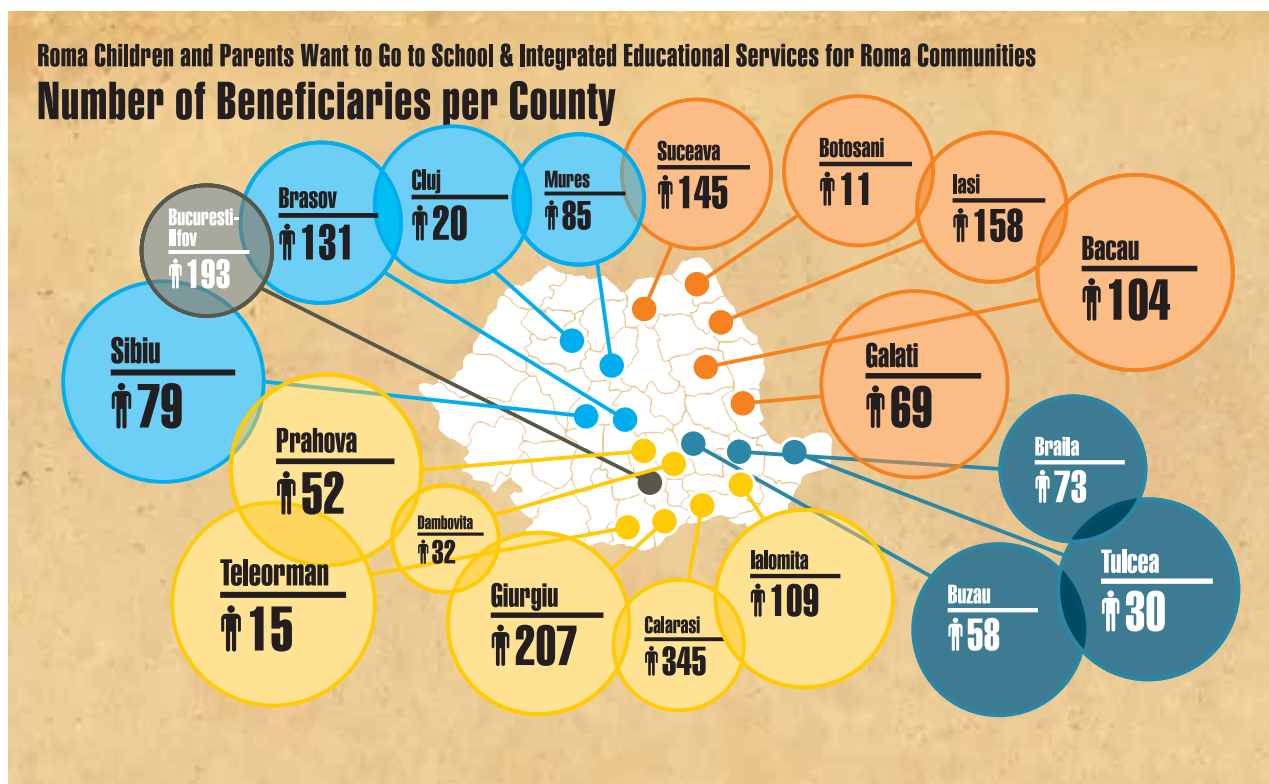 Roma Children and Parents Want to Go to School & Integrated Educational Services for Roma Communities
Number of Beneficiaries per County
Suceava
145
Botosani
11
Iasi
158
Bacau
104
Galati
69
Mures
85
Cluj
20
Brasov
131
Bucuresti-
Ilfov
193
Sibiu
79
Prahova
52
Dambovita
32
Teleorman
15
Giurgiu
207
Calarasi
345
Ialomita
109
Braila
73
Tulcea
30
Buzau
58